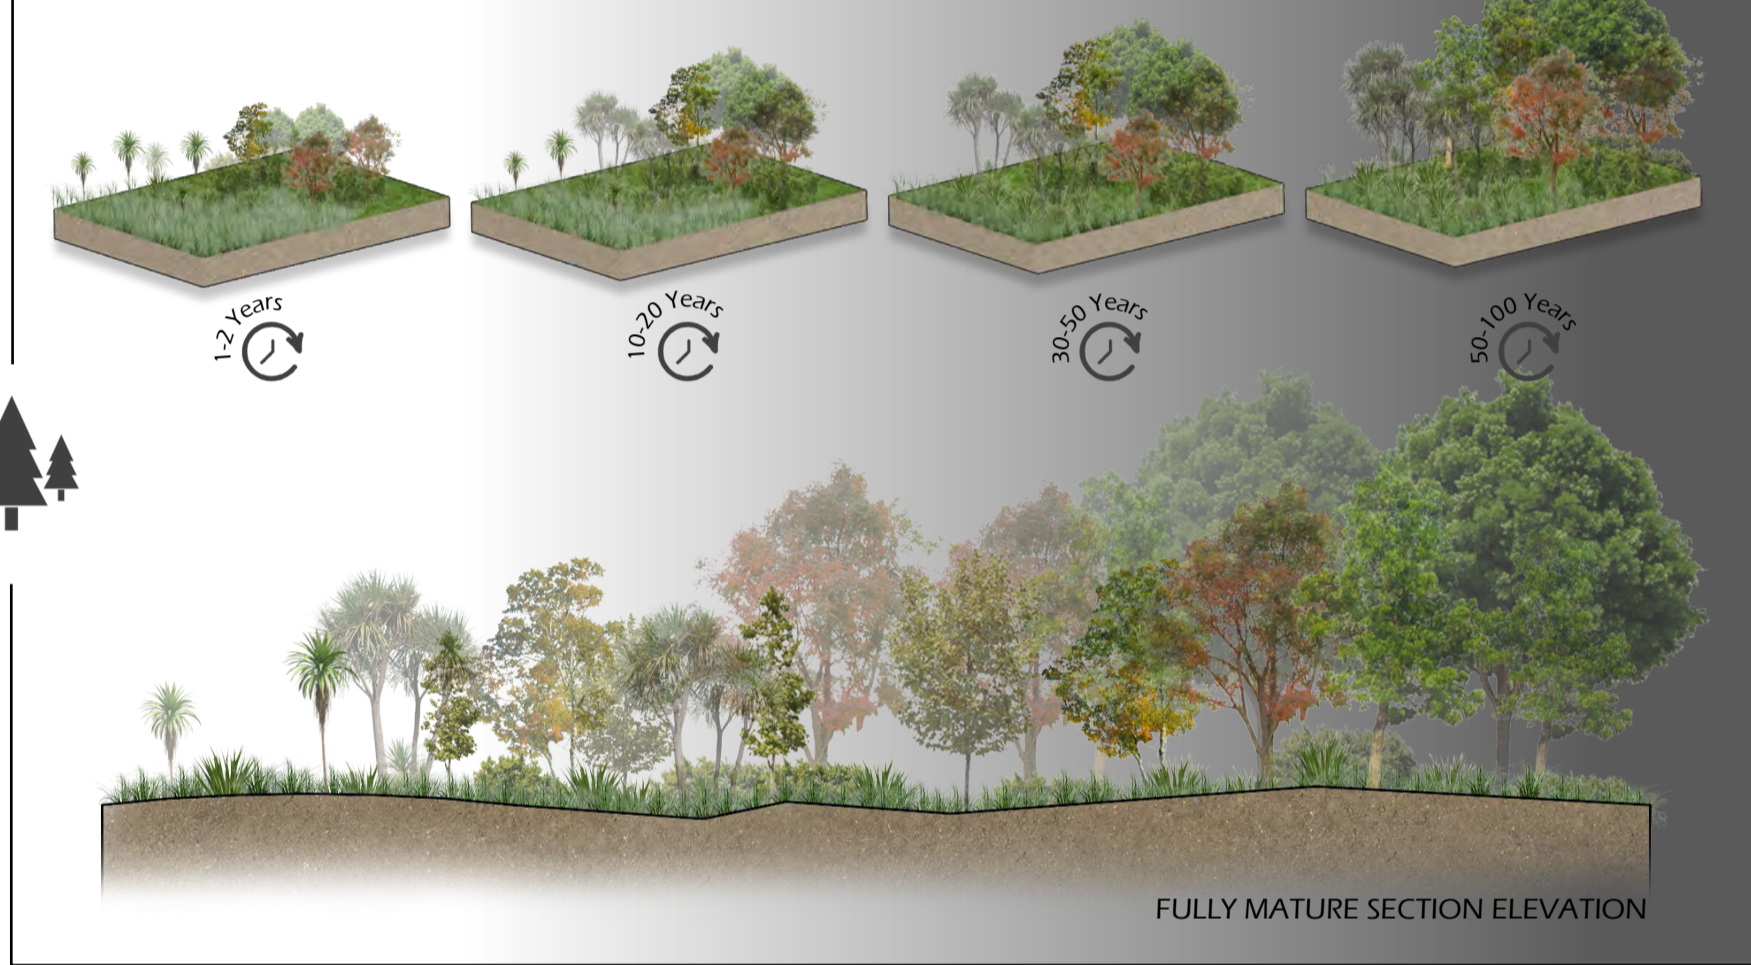 1-2 Years
10-20 Years
30-50 Years
50-100 Years
FULLY MATURE SECTION ELEVATION